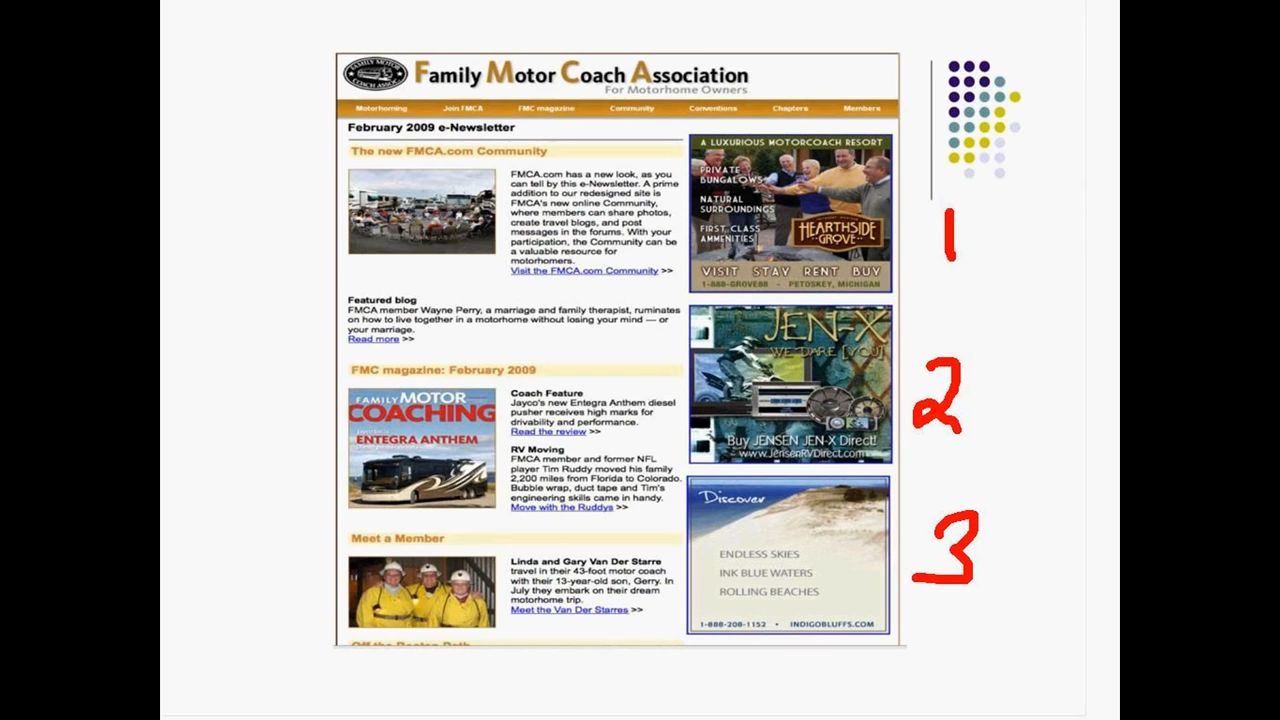 FAMILY MOTOR
COACH ASSOC.
Family Motor Coach Association
For Motorhome Owners
Motorhoming Join FMCA FMC magazine Community Conventions Chapters Members
February 2009 e-Newsletter
The new FMCA.com Community
FMCA.com has a new look, as you
can tell by this e-Newsletter. A prime
addition to our redesigned site is
FMCA's new online Community,
where members can share photos,
create travel blogs, and post
messages in the forums. With your
participation, the Community can be
a valuable resource for
motorhomers.
Visit the FMCA.com Community >>
Featured blog
FMCA member Wayne Perry, a marriage and family therapist, ruminates
on how to live together in a motorhome without losing your mind — or
your marriage.
Read more >>
FMC magazine: February 2009
FAMILY MOTOR
COACHING
ENTEGRA ANTHEM
Coach Feature
Jayco's new Entegra Anthem diesel
pusher receives high marks for
drivability and performance.
Read the review >>
RV Moving
FMCA member and former NFL
player Tim Ruddy moved his family
2,200 miles from Florida to Colorado.
Bubble wrap, duct tape and Tim's
engineering skills came in handy.
Move with the Ruddys >>
Meet a Member
Linda and Gary Van Der Starre
travel in their 43-foot motor coach
with their 13-year-old son, Gerry. In
July they embark on their dream
motorhome trip.
Meet the Van Der Starres >>
A LUXURIOUS MOTORCOACH RESORT
PRIVATE
BUNGALOWS
NATURAL
SURROUNDINGS
FIRST CLASS
AMMENITIES
HEARTHSIDE
GROVE
VISIT STAY RENT BUY
1-888-GROVE88 - PETOSKEY, MICHIGAN
1
JEN-X
WE DARE [YOU]
Buy JENSEN JEN-X Direct!
www.JensenRVDirect.com
2
Discover
ENDLESS SKIES
INK BLUE WATERS
ROLLING BEACHES
1-888-208-1152 • INDIGOBLUFFS.COM
3